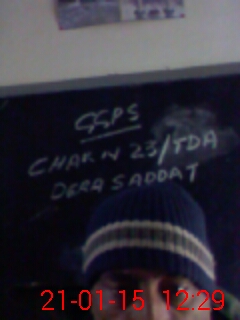 GGPS
CHAK N 23/TDA
DERA SADDAT
21-01-15 12:29